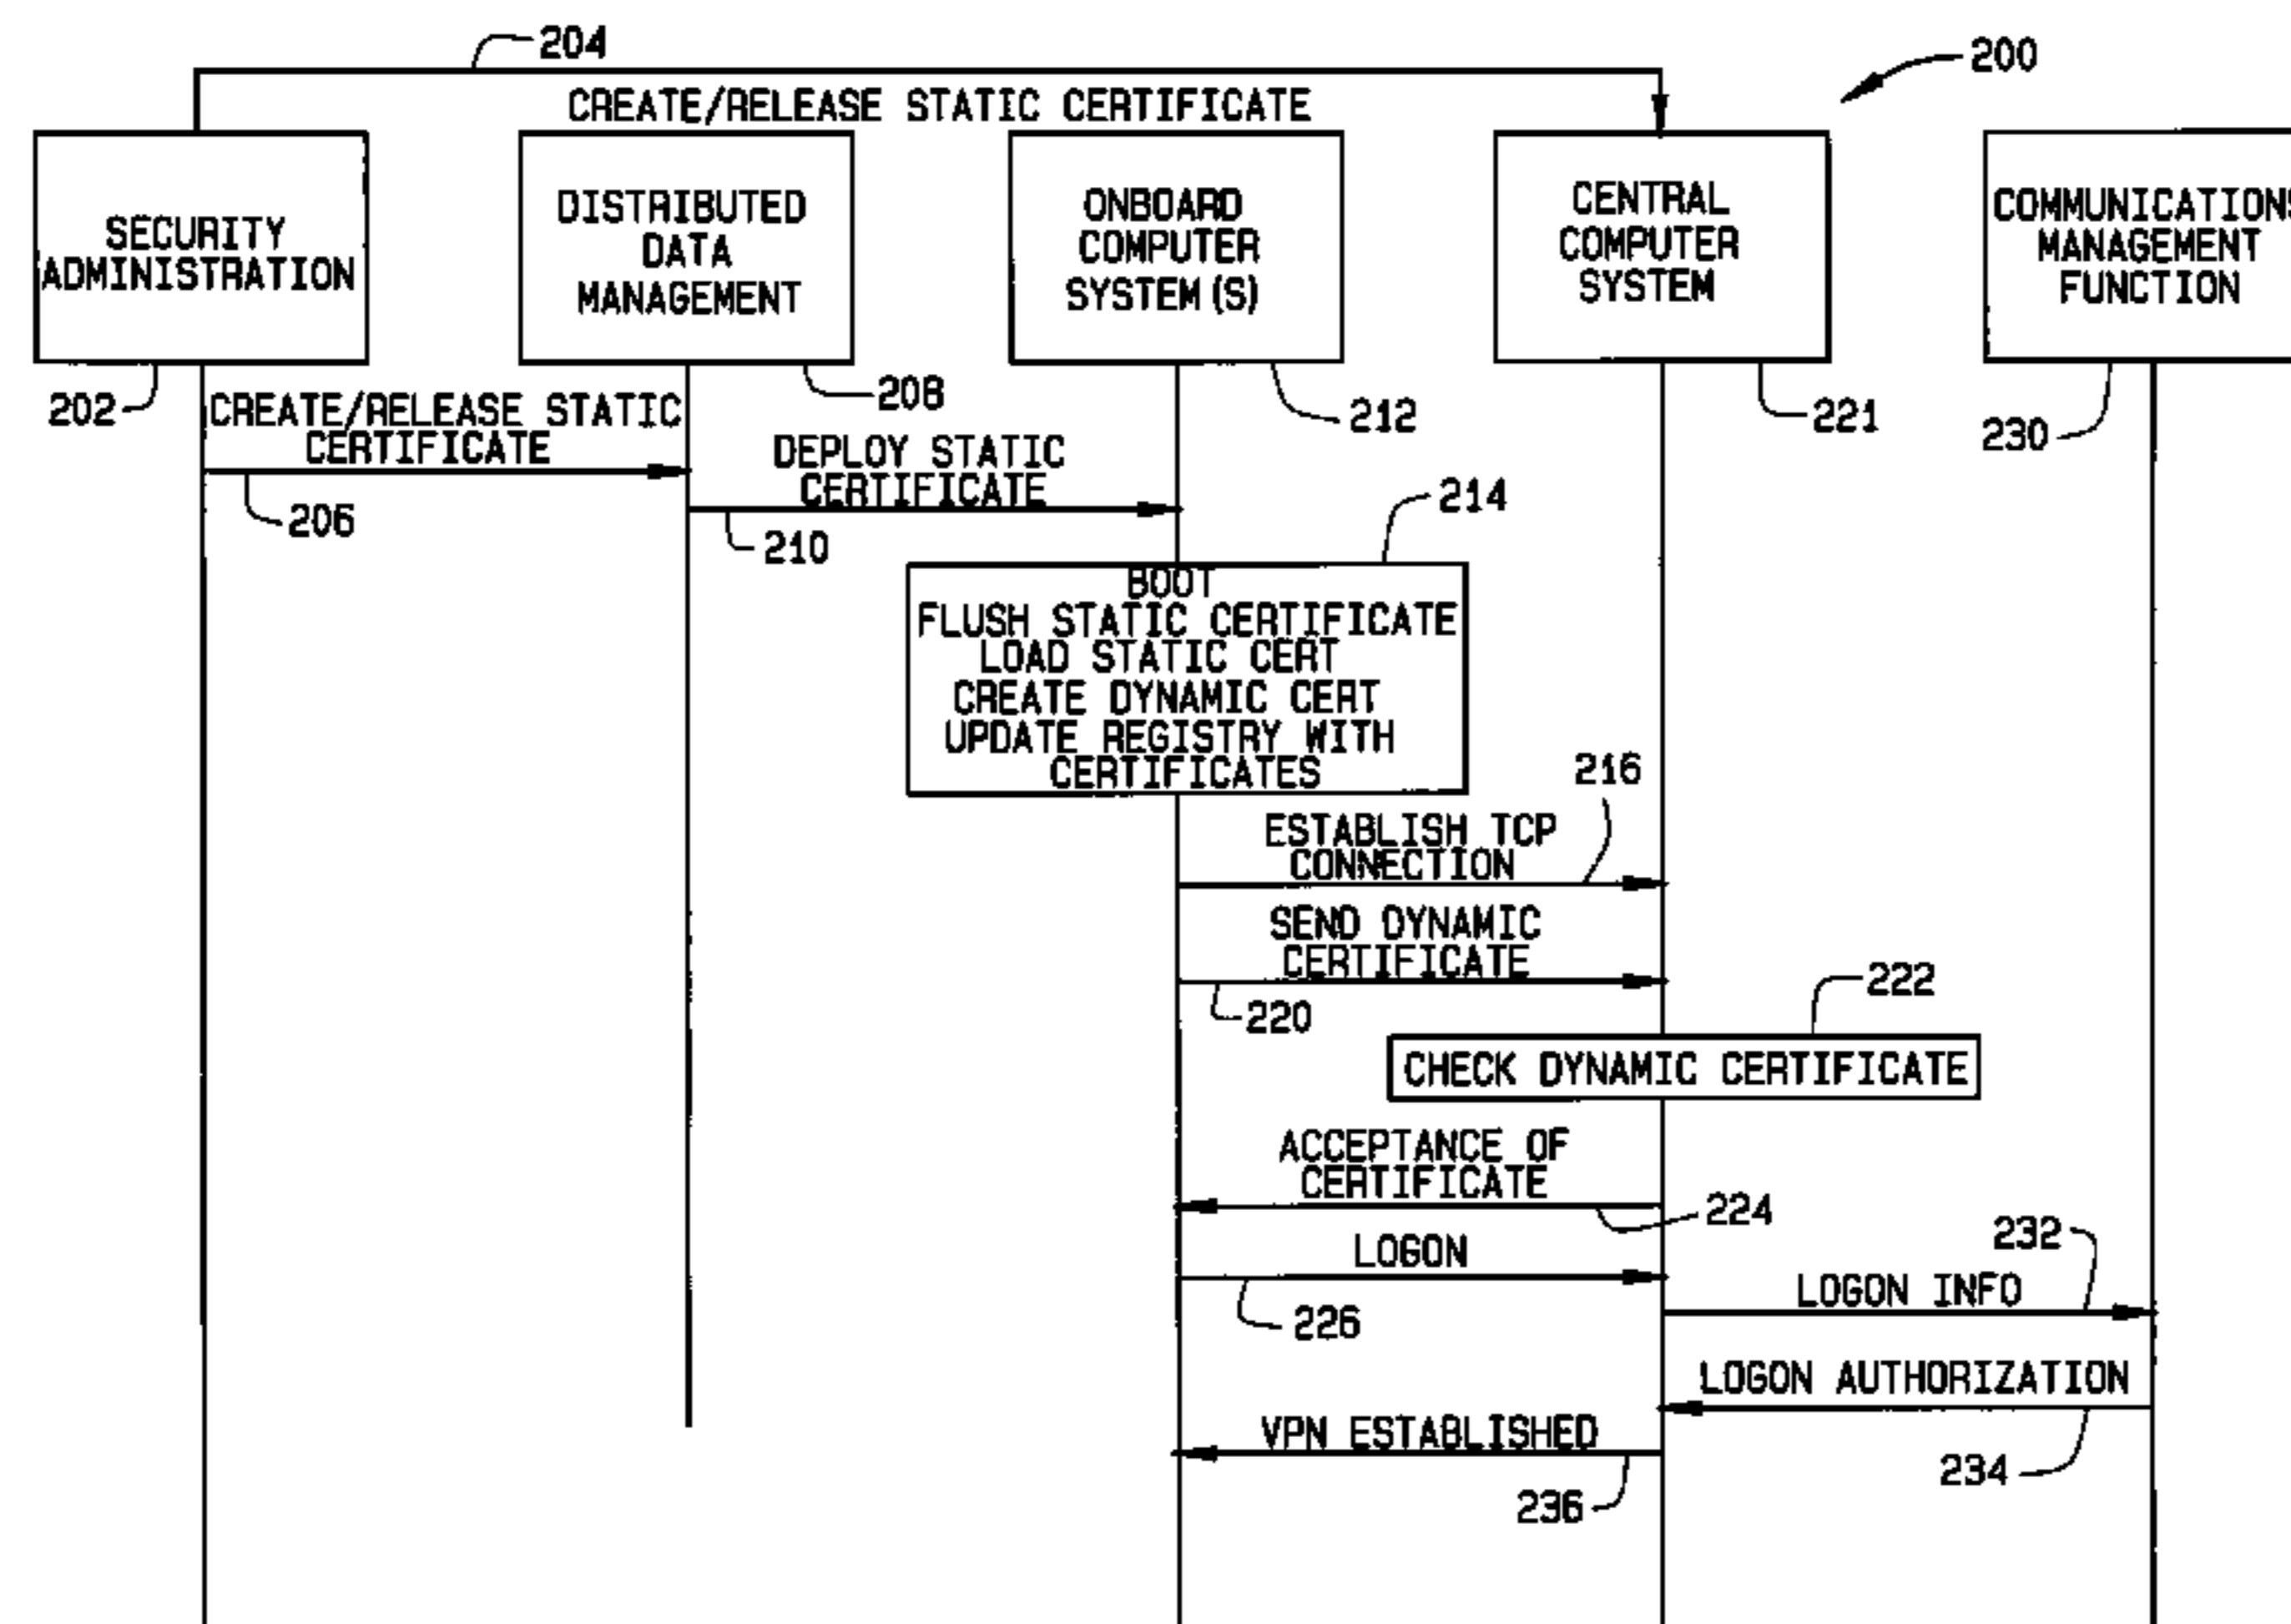 204
200
CREATE/RELEASE STATIC CERTIFICATE
SECURITY
ADMINISTRATION
DISTRIBUTED
DATA
MANAGEMENT
ONBOARD
COMPUTER
SYSTEM(S)
CENTRAL
COMPUTER
SYSTEM
COMMUNICATIONS
MANAGEMENT
FUNCTION
202
208
212
221
230
CREATE/RELEASE STATIC
CERTIFICATE
206
DEPLOY STATIC
CERTIFICATE
210
214
BOOT
FLUSH STATIC CERTIFICATE
LOAD STATIC CERT
CREATE DYNAMIC CERT
UPDATE REGISTRY WITH
CERTIFICATES
216
ESTABLISH TCP
CONNECTION
SEND DYNAMIC
CERTIFICATE
220
222
CHECK DYNAMIC CERTIFICATE
ACCEPTANCE OF
CERTIFICATE
224
LOGON
226
232
LOGON INFO
LOGON AUTHORIZATION
234
VPN ESTABLISHED
236